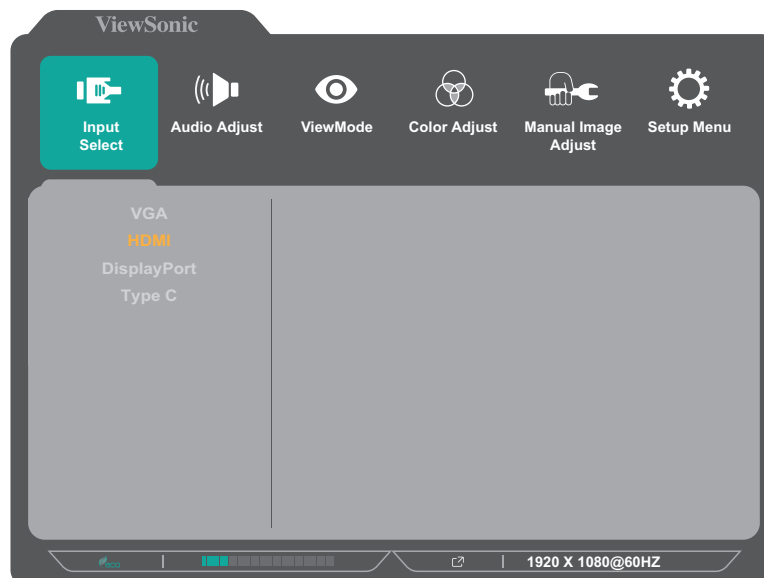 ViewSonic
Input
Select
Audio Adjust
ViewMode
Color Adjust
Manual Image
Adjust
Setup Menu
VGA
HDMI
DisplayPort
Type C
eco
1920 X 1080@60HZ